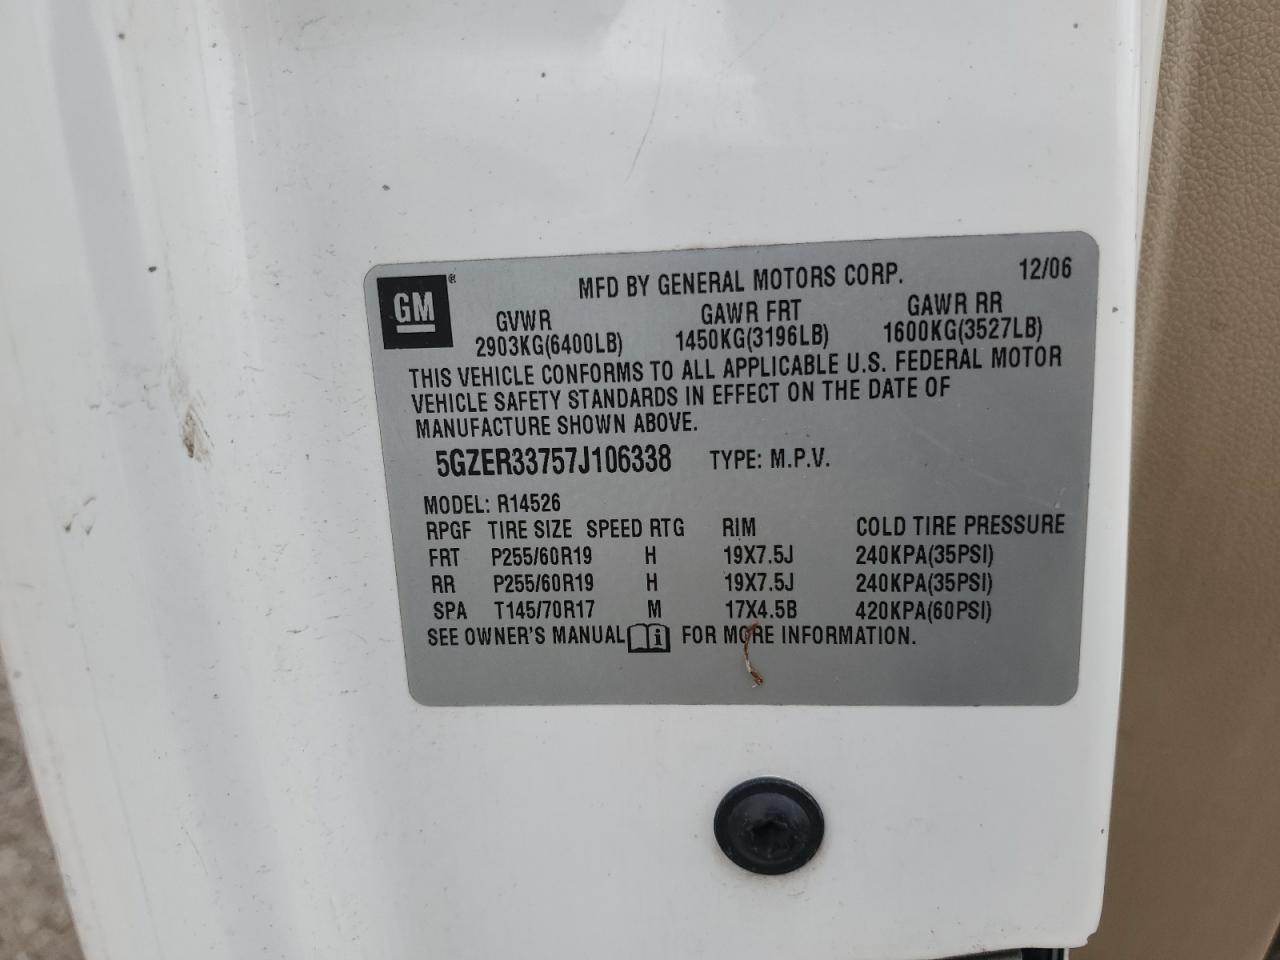 GM ®
MFD BY GENERAL MOTORS CORP. 12/06
GVWR GAWR FRT GAWR RR
2903KG(6400LB) 1450KG(3196LB) 1600KG(3527LB)
THIS VEHICLE CONFORMS TO ALL APPLICABLE U.S. FEDERAL MOTOR
VEHICLE SAFETY STANDARDS IN EFFECT ON THE DATE OF
MANUFACTURE SHOWN ABOVE.
5GZER33757J106338 TYPE: M.P.V.
MODEL: R14526
RPGF TIRE SIZE SPEED RTG RIM COLD TIRE PRESSURE
FRT P255/60R19 H 19X7.5J 240KPA(35PSI)
RR P255/60R19 H 19X7.5J 240KPA(35PSI)
SPA T145/70R17 M 17X4.5B 420KPA(60PSI)
SEE OWNER'S MANUAL i FOR MORE INFORMATION.